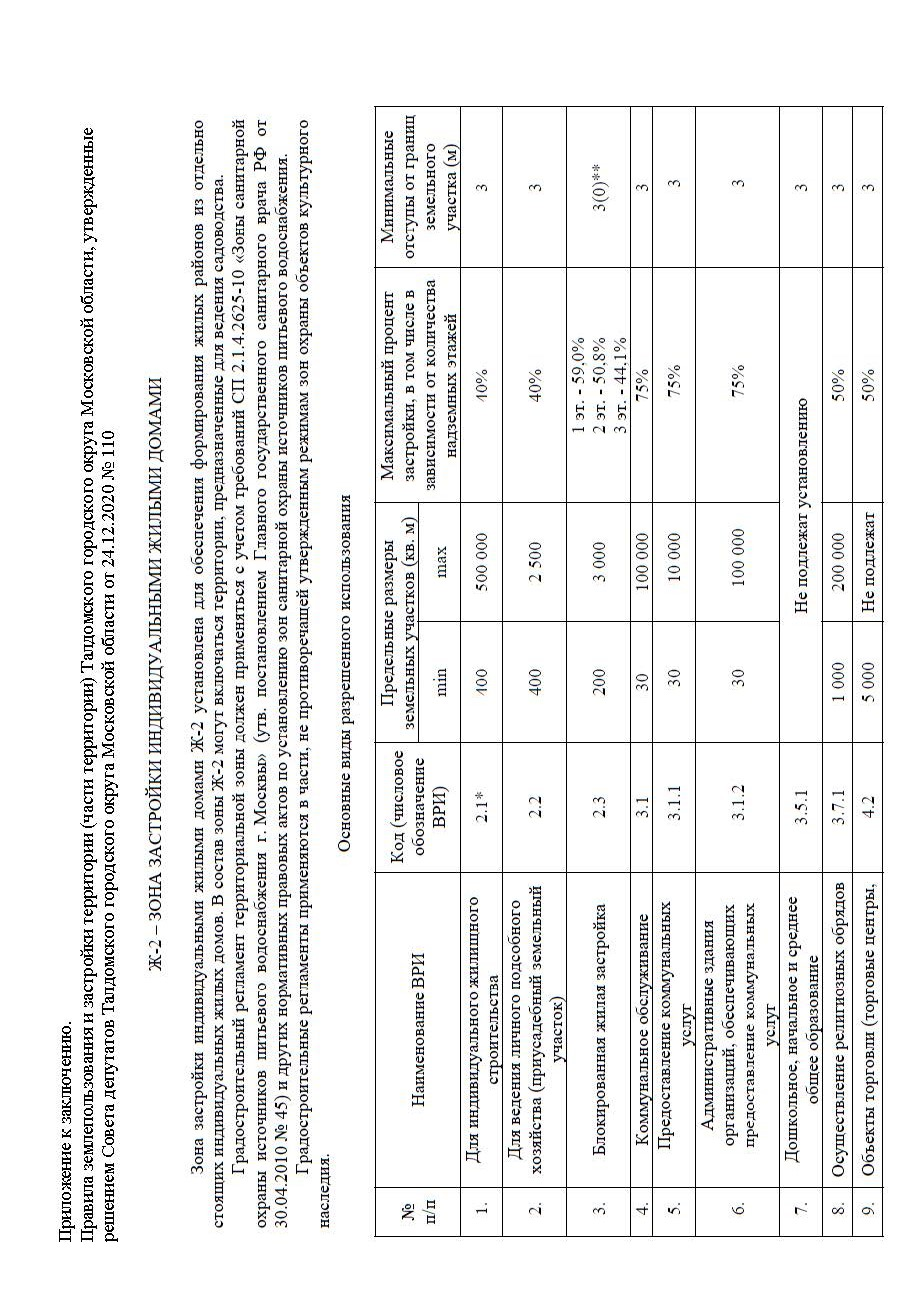 Приложение к заключению.
Правила землепользования и застройки территории (части территории) Талдомского городского округа Московской области, утвержденные
решением Совета депутатов Талдомского городского округа Московской области от 24.12.2020 № 110
Ж-2 – ЗОНА ЗАСТРОЙКИ ИНДИВИДУАЛЬНЫМИ ЖИЛЫМИ ДОМАМИ
Зона застройки индивидуальными жилыми домами Ж-2 установлена для обеспечения формирования жилых районов из отдельно
стоящих индивидуальных жилых домов. В состав зоны Ж-2 могут включаться территории, предназначенные для ведения садоводства.
Градостроительный регламент территориальной зоны должен применяться с учетом требований СП 2.1.4.2625-10 «Зоны санитарной
охраны источников питьевого водоснабжения г. Москвы» (утв. постановлением Главного государственного санитарного врача РФ от
30.04.2010 № 45) и других нормативных правовых актов по установлению зон санитарной охраны источников питьевого водоснабжения.
Градостроительные регламенты применяются в части, не противоречащей утвержденным режимам зон охраны объектов культурного
наследия.
Основные виды разрешенного использования
№ п/п Наименование ВРИ Код (числовое обозначение ВРИ) Предельные размеры земельных участков (кв. м) Максимальный процент застройки, в том числе в зависимости от количества надземных этажей Минимальные отступы от границ земельного участка (м)
min max
1. Для индивидуального жилищного строительства 2.1* 400 500 000 40% 3
2. Для ведения личного подсобного хозяйства (приусадебный земельный участок) 2.2 400 2 500 40% 3
3. Блокированная жилая застройка 2.3 200 3 000 1 эт. - 59,0% 2 эт. - 50,8% 3 эт. - 44,1% 3(0)**
4. Коммунальное обслуживание 3.1 30 100 000 75% 3
5. Предоставление коммунальных услуг 3.1.1 30 10 000 75% 3
6. Административные здания организаций, обеспечивающих предоставление коммунальных услуг 3.1.2 30 100 000 75% 3
7. Дошкольное, начальное и среднее общее образование 3.5.1 Не подлежат установлению 3
8. Осуществление религиозных обрядов 3.7.1 1 000 200 000 50% 3
9. Объекты торговли (торговые центры, 4.2 5 000 Не подлежат 50% 3